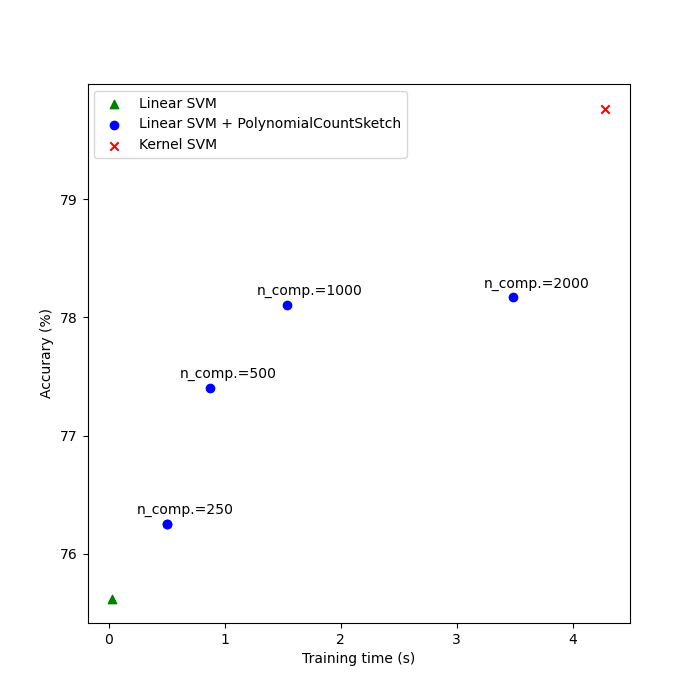 Linear SVM
Linear SVM + PolynomialCountSketch
Kernel SVM
79
78
77
76
n_comp.=1000
n_comp.=2000
n_comp.=500
n_comp.=250
Accurary (%)
0 1 2 3 4
Training time (s)